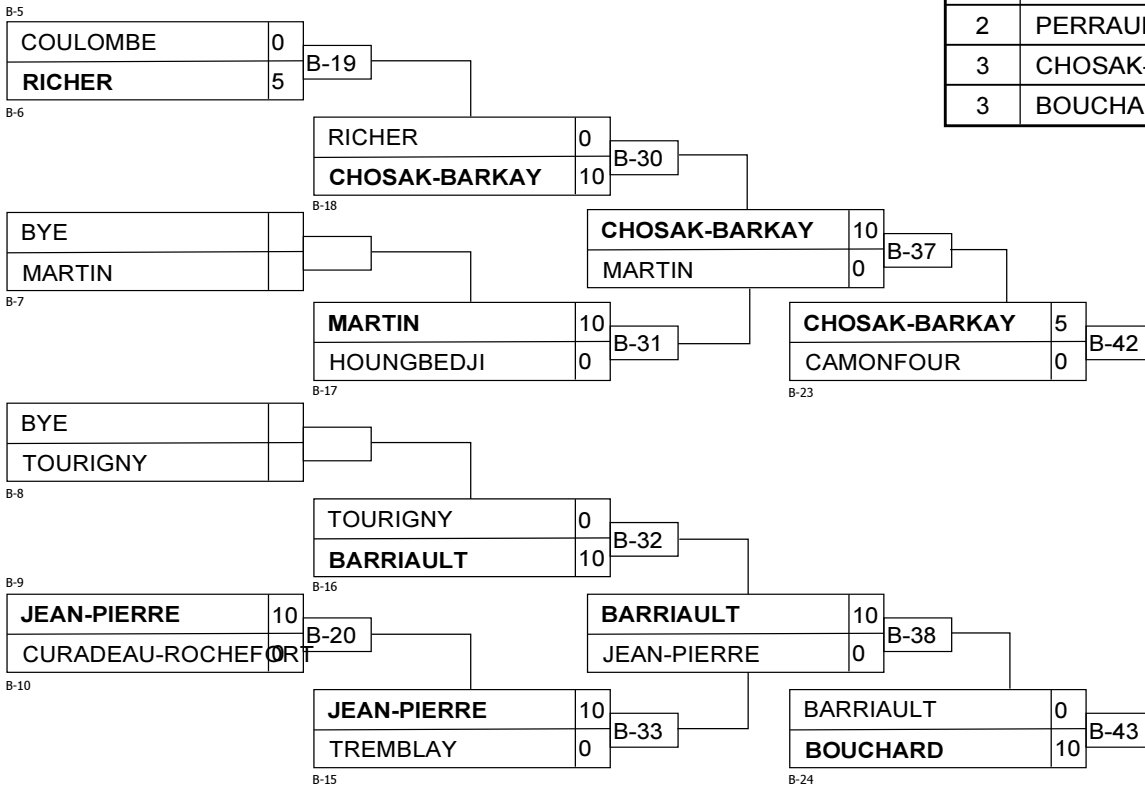 B-5
COULOMBE 0
B-19
RICHER 5
B-6
2
3
3
RICHER 0
B-30
CHOSAK-BARKAY 10
B-18
BYE
MARTIN
B-7
CHOSAK-BARKAY 10
B-37
MARTIN 0
MARTIN 10
B-31
HOUNGBEDJI 0
B-17
CHOSAK-BARKAY 5
B-42
CAMONFOUR 0
B-23
BYE
TOURIGNY
B-8
TOURIGNY 0
B-32
BARRIAULT 10
B-16
B-9
JEAN-PIERRE 10
B-20
CURADEAU-ROCHEFORT 0
B-10
BARRIAULT 10
B-38
JEAN-PIERRE 0
JEAN-PIERRE 10
B-33
TREMBLAY 0
B-15
BARRIAULT 0
B-43
BOUCHARD 10
B-24